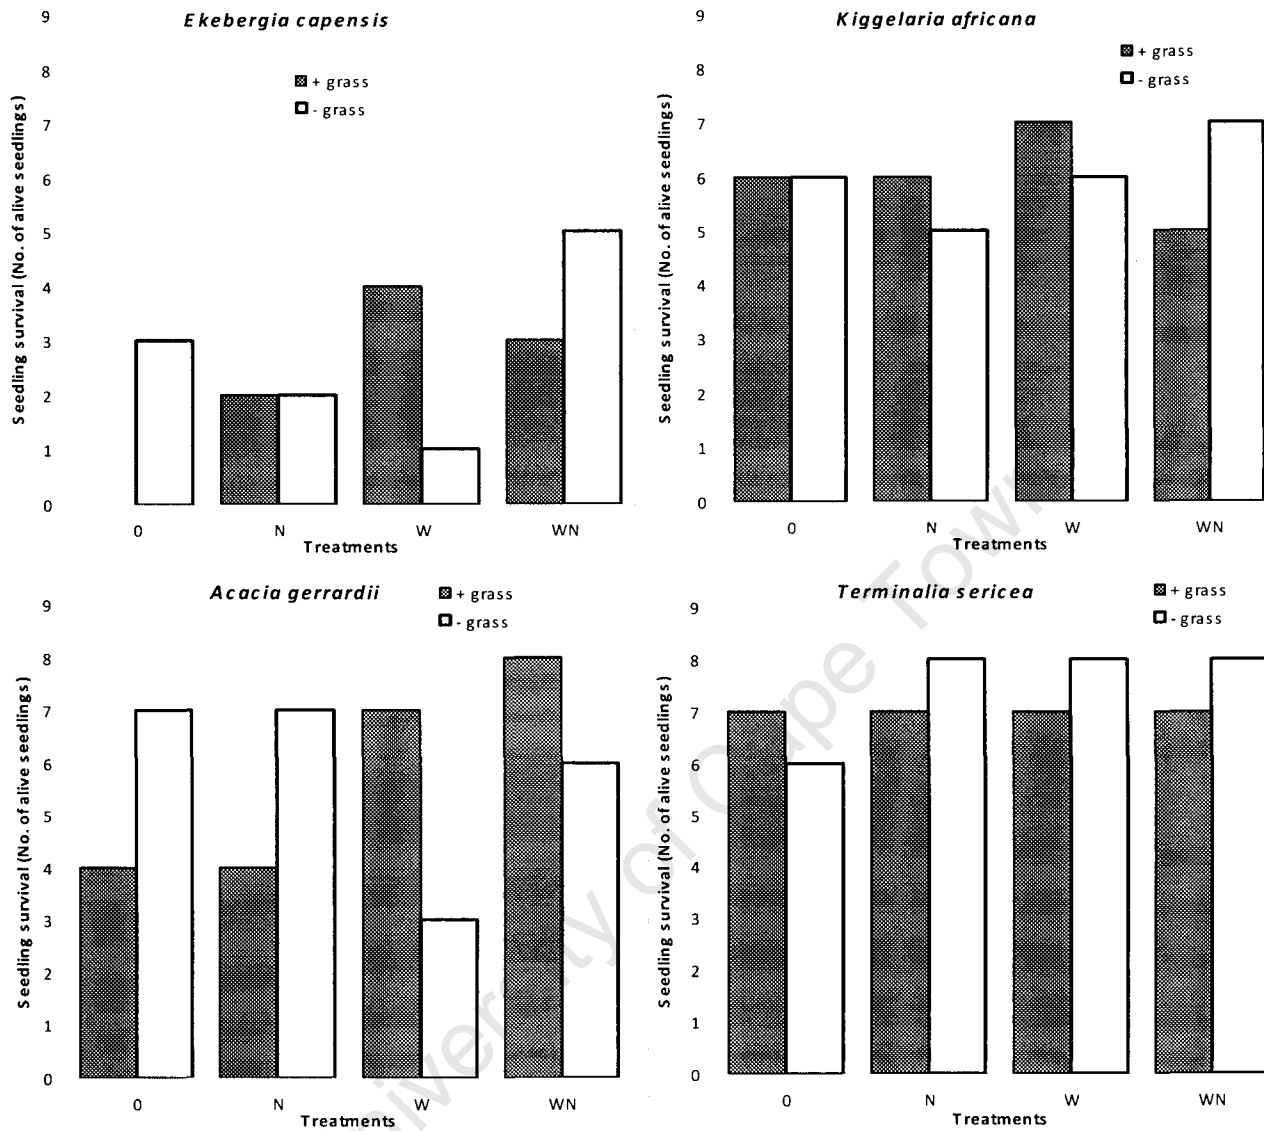 Ekebergia capensis
+ grass
- grass
Seedling survival (No. of alive seedlings)
9
8
7
6
5
4
3
2
1
0
0 N W WN
Treatments
Kiggelaria africana
+ grass
- grass
Seedling survival (No. of alive seedlings)
9
8
7
6
5
4
3
2
1
0
0 N W WN
Treatments
Acacia gerrardii
+ grass
- grass
Seedling survival (No. of alive seedlings)
9
8
7
6
5
4
3
2
1
0
0 N W WN
Treatments
Terminalia sericea
+ grass
- grass
Seedling survival (No. of alive seedlings)
9
8
7
6
5
4
3
2
1
0
0 N W WN
Treatments
University of Cape Town